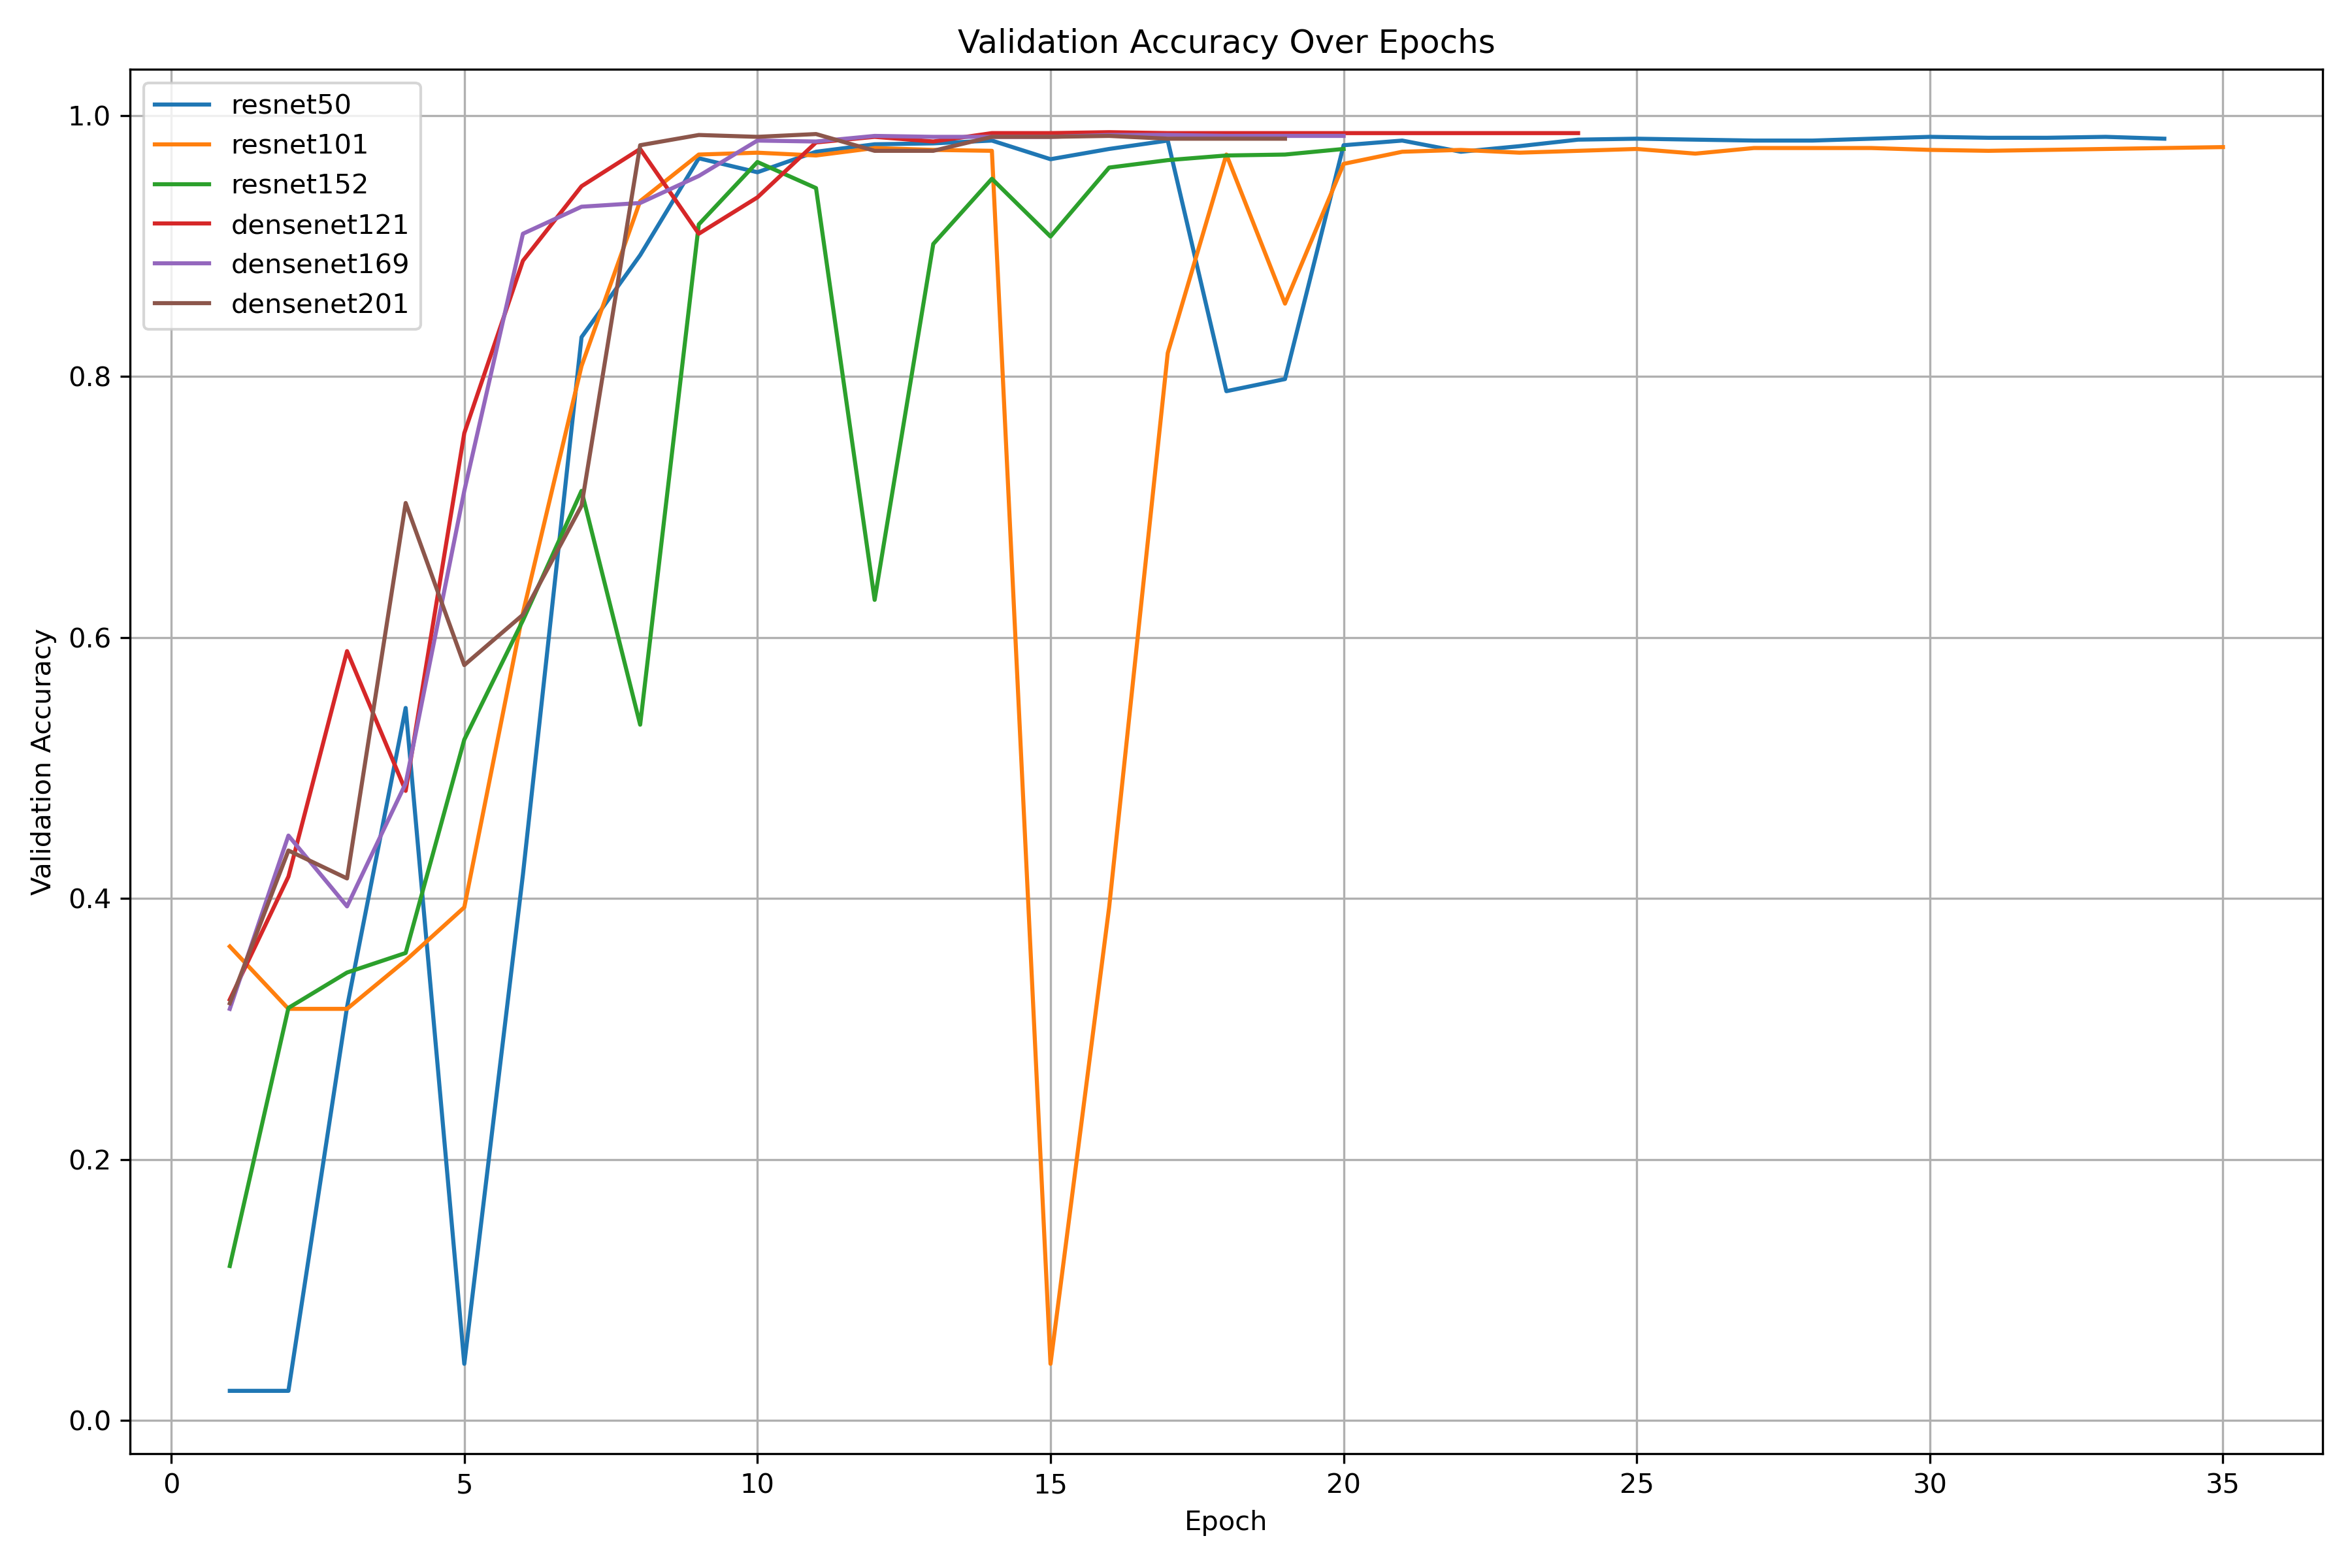 Validation Accuracy Over Epochs
resnet50
resnet101
resnet152
densenet121
densenet169
densenet201
Validation Accuracy
1.0
0.8
0.6
0.4
0.2
0.0
0 5 10 15 20 25 30 35
Epoch